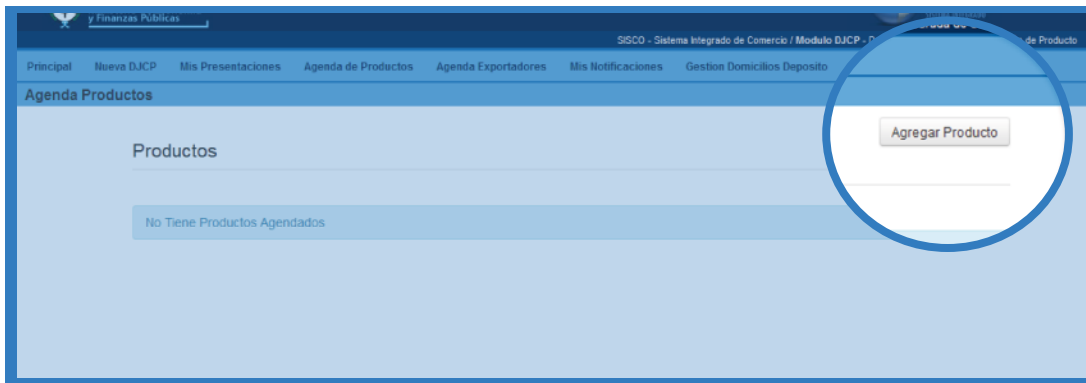 y Finanzas Públicas
SISCO - Sistema Integrado de Comercio / Modulo DJCP - de Producto
Principal Nueva DJCP Mis Presentaciones Agenda de Productos Agenda Exportadores Mis Notificaciones Gestion Domicilios Deposito
Agenda Productos
Agregar Producto
Productos
No Tiene Productos Agendados